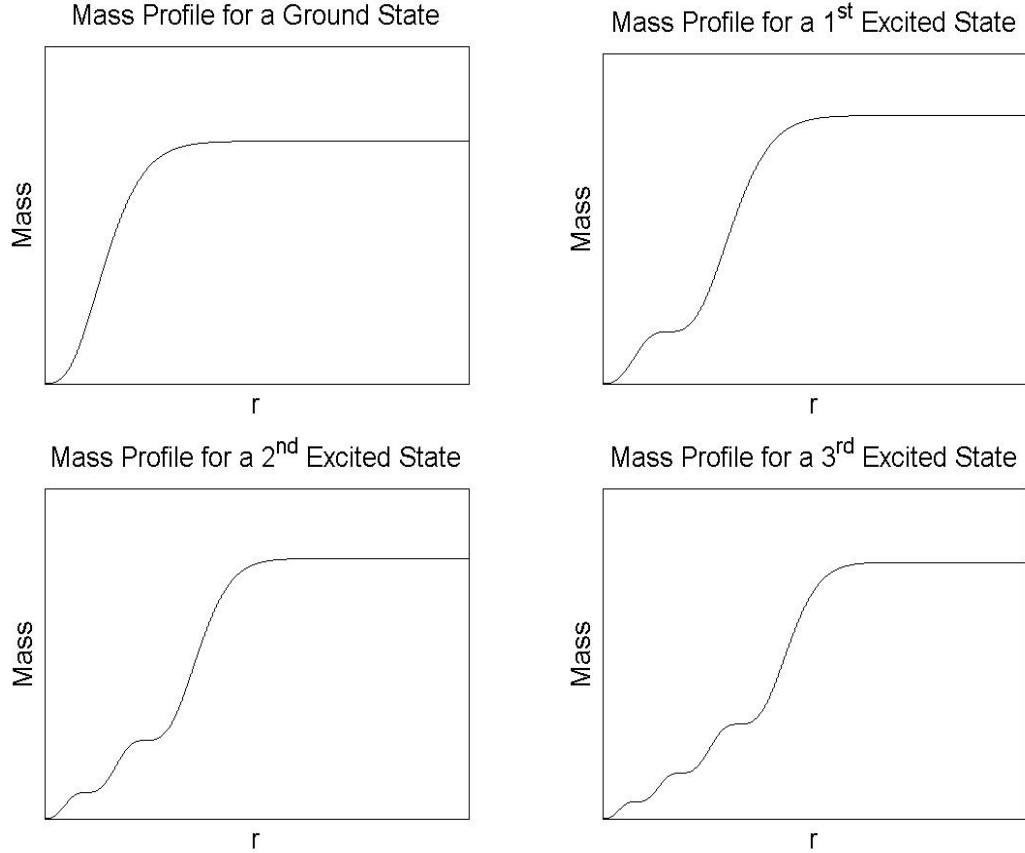 Mass Profile for a Ground State
Mass
r
Mass Profile for a 1st Excited State
Mass
r
Mass Profile for a 2nd Excited State
Mass
r
Mass Profile for a 3rd Excited State
Mass
r